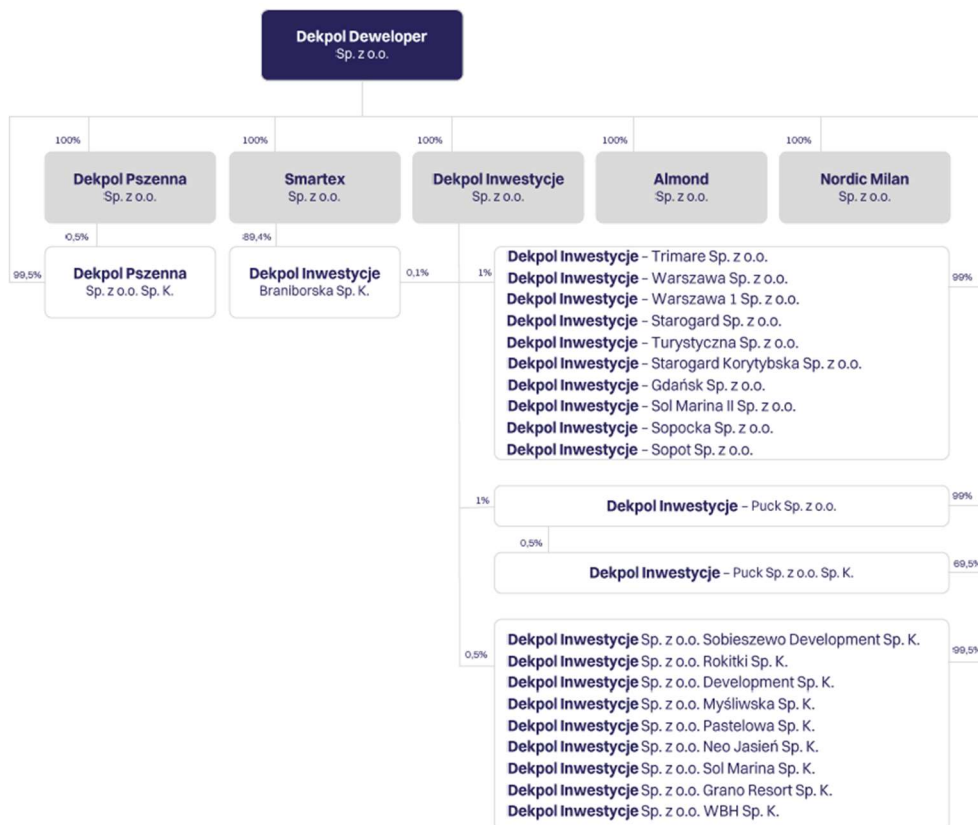 Dekpol Deweloper
Sp. z o.o.
100%
100%
100%
100%
100%
Dekpol Pszenna
Sp. z o.o.
Smartex
Sp. z o.o.
Dekpol Inwestycje
Sp. z o.o.
Almond
Sp. z o.o.
Nordic Milan
Sp. z o.o.
0,5%
89,4%
99,5%
Dekpol Pszenna
Sp. z o.o. Sp. K.
Dekpol Inwestycje
Braniborska Sp. K.
0,1%
1%
Dekpol Inwestycje – Trimare Sp. z o.o.
Dekpol Inwestycje – Warszawa Sp. z o.o.
Dekpol Inwestycje – Warszawa 1 Sp. z o.o.
Dekpol Inwestycje – Starogard Sp. z o.o.
Dekpol Inwestycje – Turystyczna Sp. z o.o.
Dekpol Inwestycje – Starogard Korytybska Sp. z o.o.
Dekpol Inwestycje – Gdańsk Sp. z o.o.
Dekpol Inwestycje – Sol Marina II Sp. z o.o.
Dekpol Inwestycje – Sopocka Sp. z o.o.
Dekpol Inwestycje – Sopot Sp. z o.o.
99%
1%
Dekpol Inwestycje – Puck Sp. z o.o.
99%
0,5%
Dekpol Inwestycje – Puck Sp. z o.o. Sp. K.
69,5%
0,5%
Dekpol Inwestycje Sp. z o.o. Sobieszewo Development Sp. K.
Dekpol Inwestycje Sp. z o.o. Rokitki Sp. K.
Dekpol Inwestycje Sp. z o.o. Development Sp. K.
Dekpol Inwestycje Sp. z o.o. Myśliwska Sp. K.
Dekpol Inwestycje Sp. z o.o. Pastelowa Sp. K.
Dekpol Inwestycje Sp. z o.o. Neo Jasień Sp. K.
Dekpol Inwestycje Sp. z o.o. Sol Marina Sp. K.
Dekpol Inwestycje Sp. z o.o. Grano Resort Sp. K.
Dekpol Inwestycje Sp. z o.o. WBH Sp. K.
99,5%